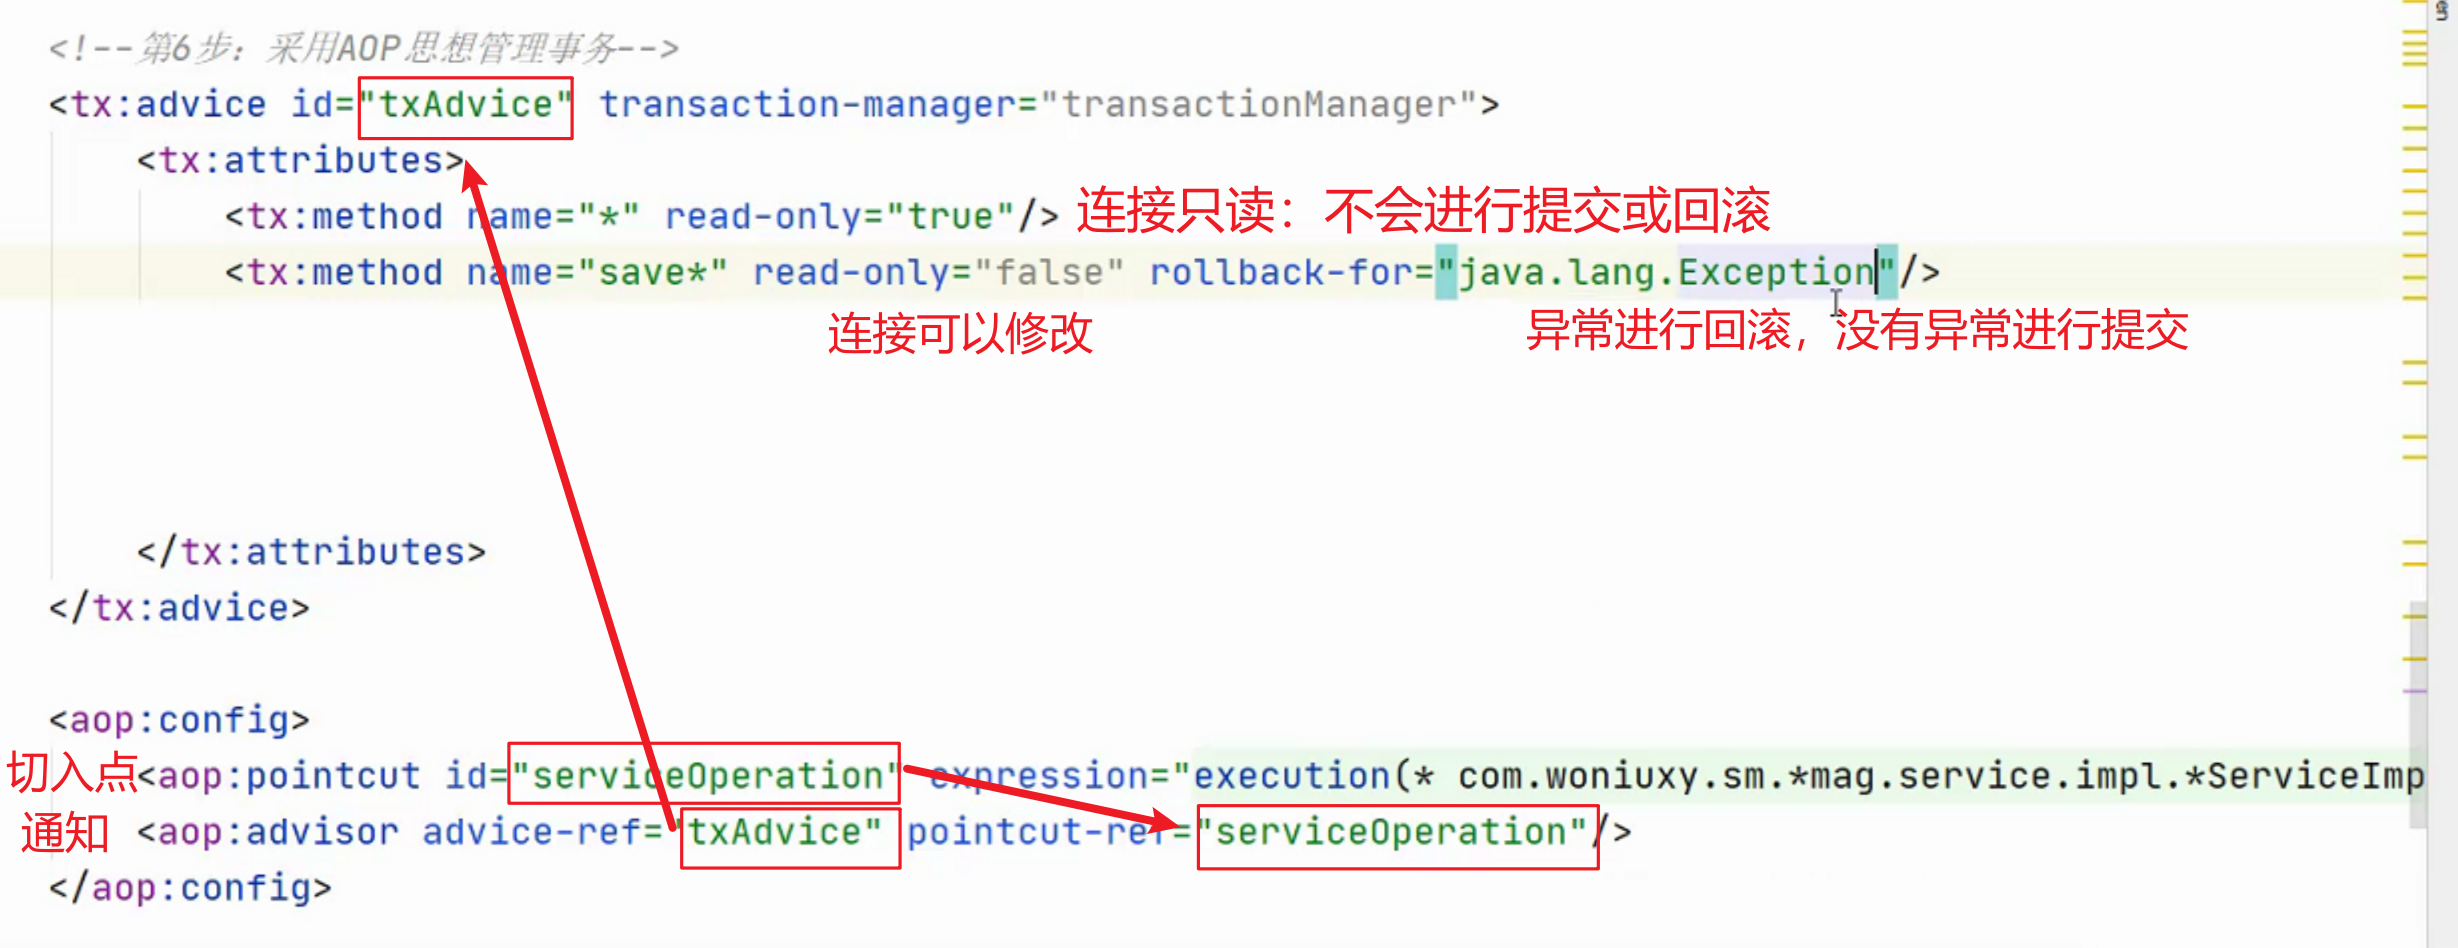 <!--第6步：采用AOP思想管理事务-->
<tx:advice id="txAdvice" transaction-manager="transactionManager">
<tx:attributes>
<tx:method name="*" read-only="true"/> 连接只读：不会进行提交或回滚
<tx:method name="save*" read-only="false" rollback-for="java.lang.Exception"/>
连接可以修改 异常进行回滚，没有异常进行提交
</tx:attributes>
</tx:advice>
<aop:config>
切入点 <aop:pointcut id="serviceOperation" expression="execution(* com.woniuxy.sm.*mag.service.impl.*ServiceImp
通知 <aop:advisor advice-ref="txAdvice" pointcut-ref="serviceOperation"/>
</aop:config>